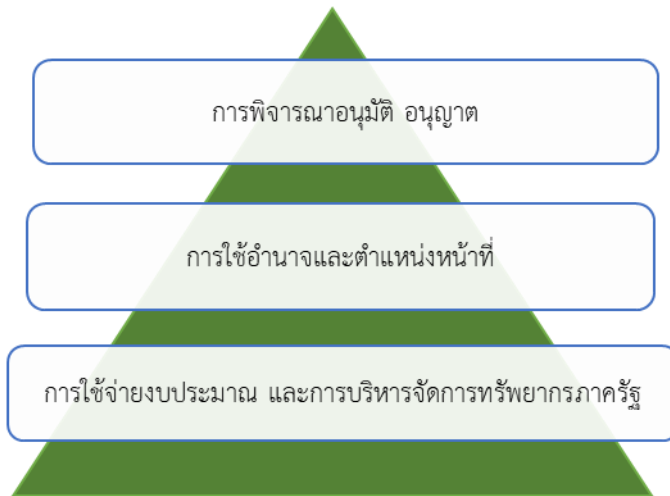 การพิจารณาอนุมัติ อนุญาต
การใช้อำนาจและตำแหน่งหน้าที่
การใช้จ่ายงบประมาณ และการบริหารจัดการทรัพยากรภาครัฐ